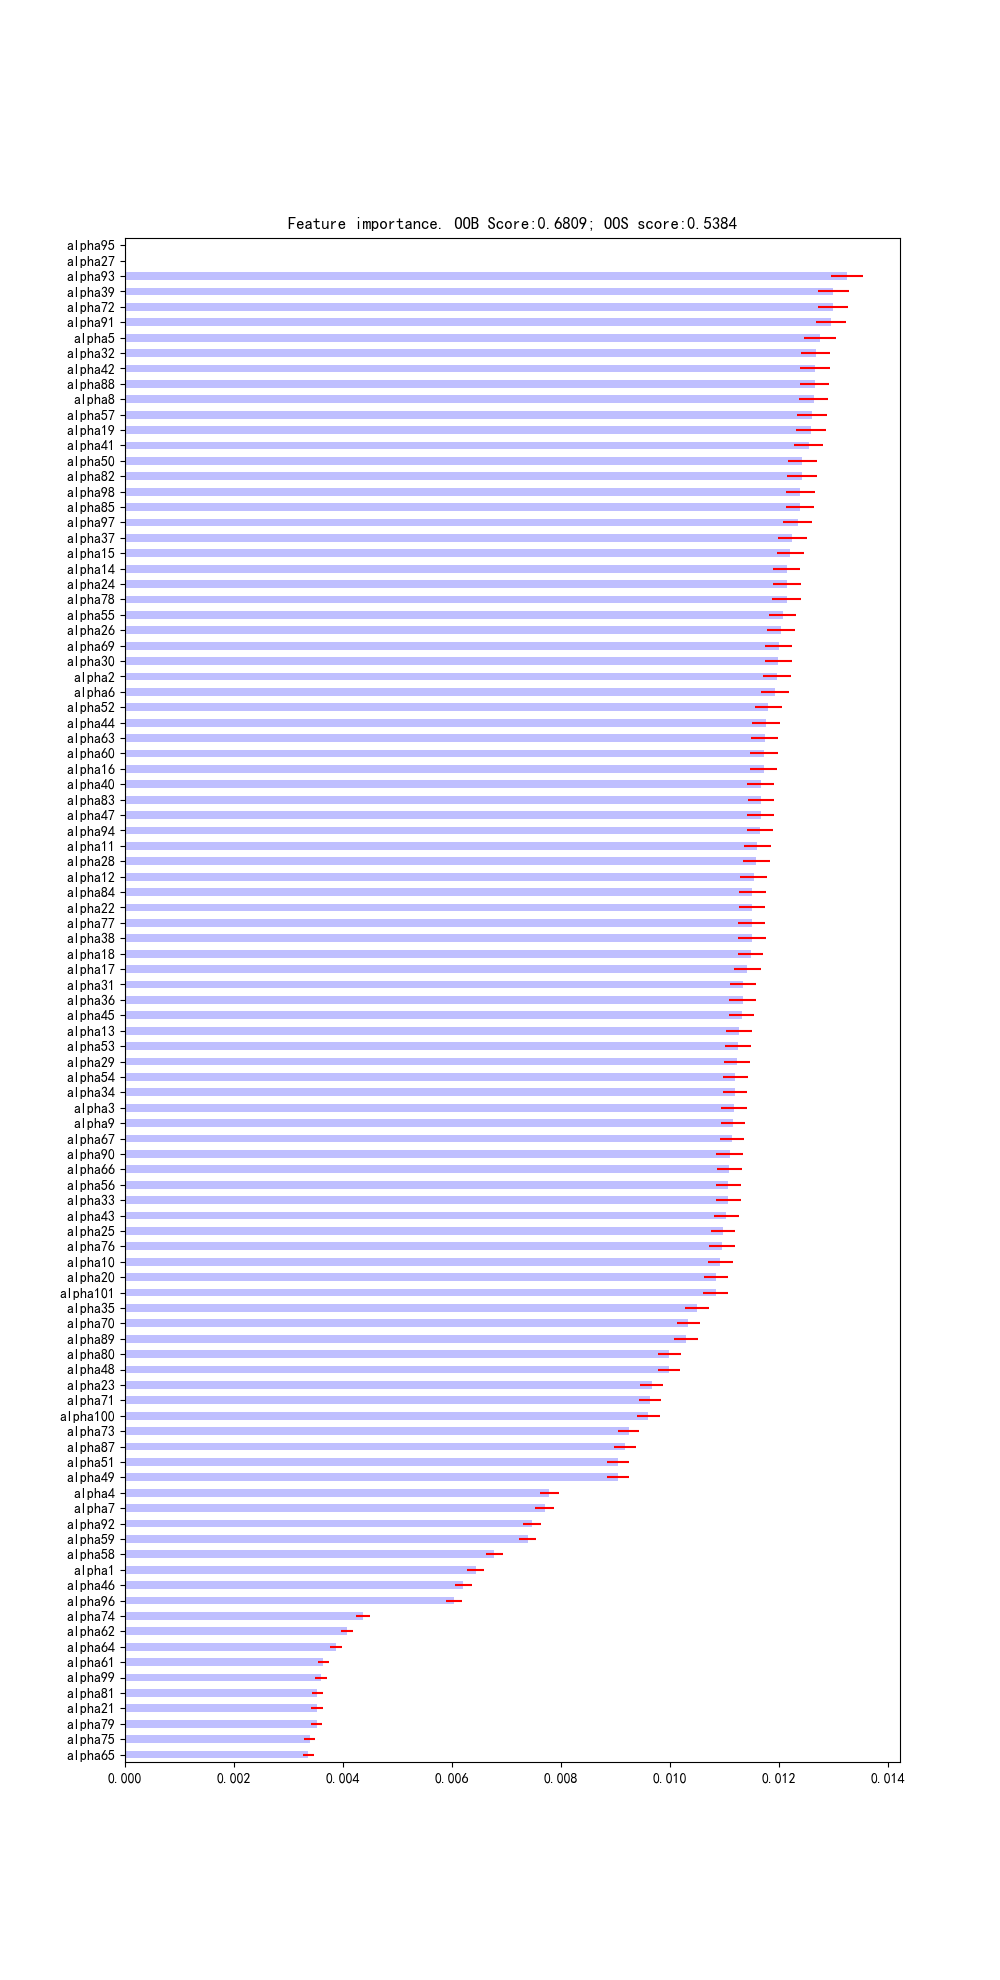 Feature importance. OOB Score:0.6809; OOS score:0.5384
alpha95
alpha27
alpha93
alpha39
alpha72
alpha91
alpha5
alpha32
alpha42
alpha88
alpha8
alpha57
alpha19
alpha41
alpha50
alpha82
alpha98
alpha85
alpha97
alpha37
alpha15
alpha14
alpha24
alpha78
alpha55
alpha26
alpha69
alpha30
alpha2
alpha6
alpha52
alpha44
alpha63
alpha60
alpha16
alpha40
alpha83
alpha47
alpha94
alpha11
alpha28
alpha12
alpha84
alpha22
alpha77
alpha38
alpha18
alpha17
alpha31
alpha36
alpha45
alpha13
alpha53
alpha29
alpha54
alpha34
alpha3
alpha9
alpha67
alpha90
alpha66
alpha56
alpha33
alpha43
alpha25
alpha76
alpha10
alpha20
alpha101
alpha35
alpha70
alpha89
alpha80
alpha48
alpha23
alpha71
alpha100
alpha73
alpha87
alpha51
alpha49
alpha4
alpha7
alpha92
alpha59
alpha58
alpha1
alpha46
alpha96
alpha74
alpha62
alpha64
alpha61
alpha99
alpha81
alpha21
alpha79
alpha75
alpha65
0.000 0.002 0.004 0.006 0.008 0.010 0.012 0.014